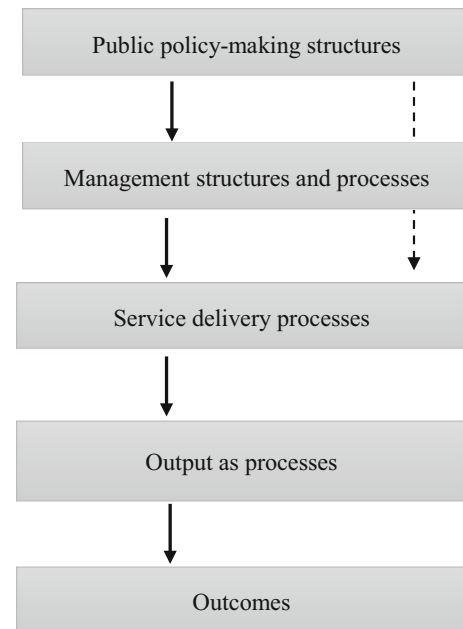 Public policy-making structures
Management structures and processes
Service delivery processes
Output as processes
Outcomes